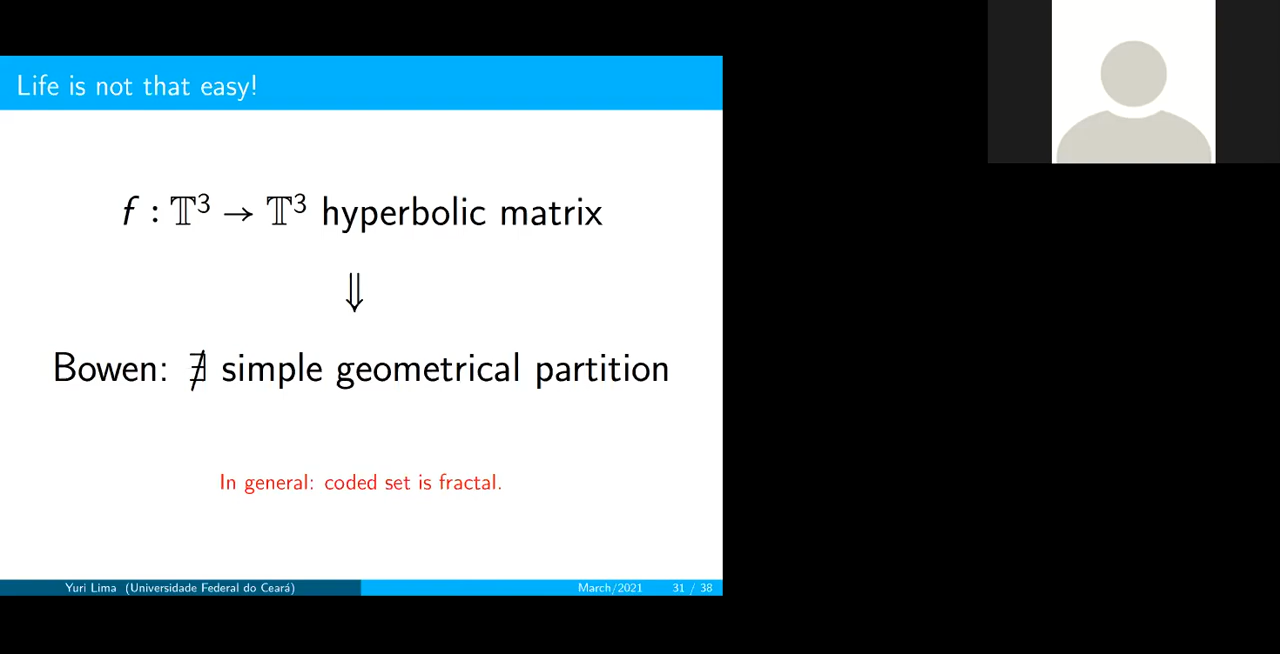 Life is not that easy!
f : 𝕋³ → 𝕋³ hyperbolic matrix
⇓
Bowen: ∄ simple geometrical partition
In general: coded set is fractal.
Yuri Lima (Universidade Federal do Ceará) March/2021 31 / 38